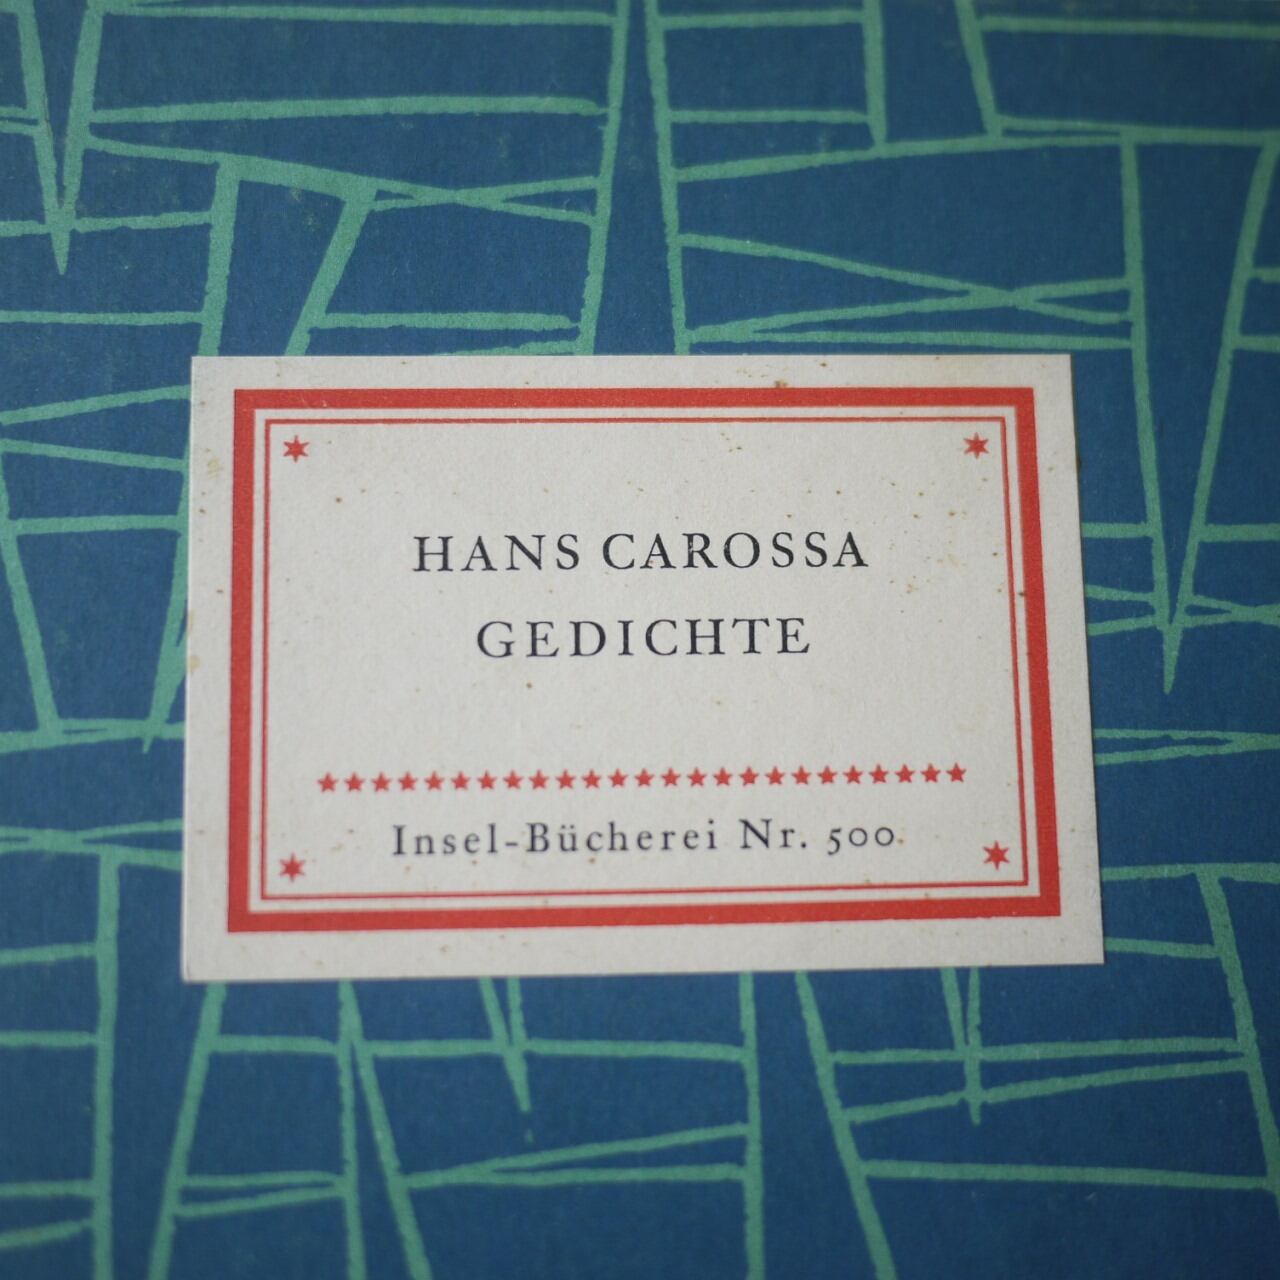 HANS CAROSSA
GEDICHTE
Insel-Bücherei Nr. 500